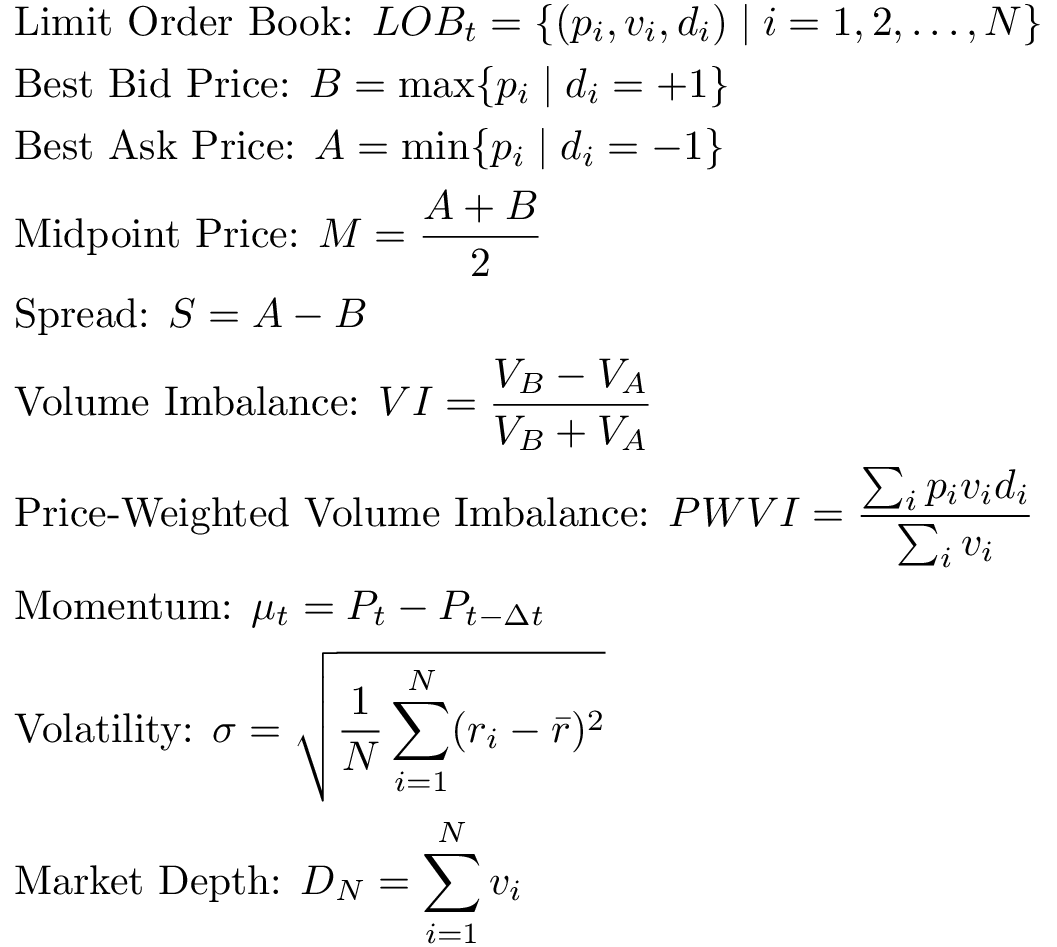 Limit Order Book: $LOB_t = \{(p_i, v_i, d_i) \mid i = 1, 2, \ldots, N\}$
Best Bid Price: $B = \max\{p_i \mid d_i = +1\}$
Best Ask Price: $A = \min\{p_i \mid d_i = -1\}$
Midpoint Price: $M = \frac{A + B}{2}$
Spread: $S = A - B$
Volume Imbalance: $VI = \frac{V_B - V_A}{V_B + V_A}$
Price-Weighted Volume Imbalance: $PWVI = \frac{\sum_i p_i v_i d_i}{\sum_i v_i}$
Momentum: $\mu_t = P_t - P_{t-\Delta t}$
Volatility: $\sigma = \sqrt{\frac{1}{N} \sum_{i=1}^{N} (r_i - \bar{r})^2}$
Market Depth: $D_N = \sum_{i=1}^{N} v_i$